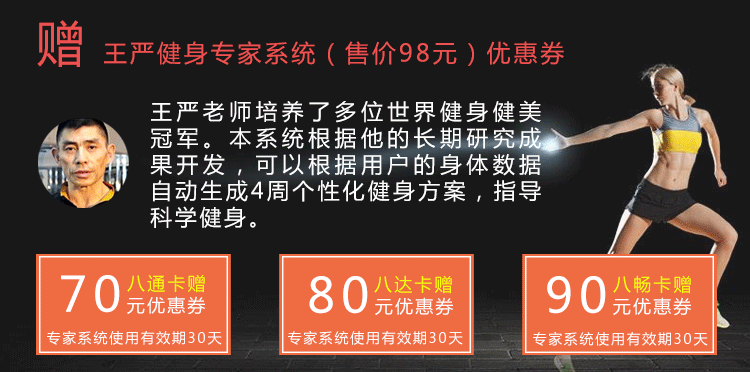 赠 王严健身专家系统（售价98元）优惠券
王严老师培养了多位世界健身健美
冠军。本系统根据他的长期研究成
果开发，可以根据用户的身体数据
自动生成4周个性化健身方案，指导
科学健身。
70 八通卡赠
元优惠券
专家系统使用有效期30天
80 八达卡赠
元优惠券
专家系统使用有效期30天
90 八畅卡赠
元优惠券
专家系统使用有效期30天